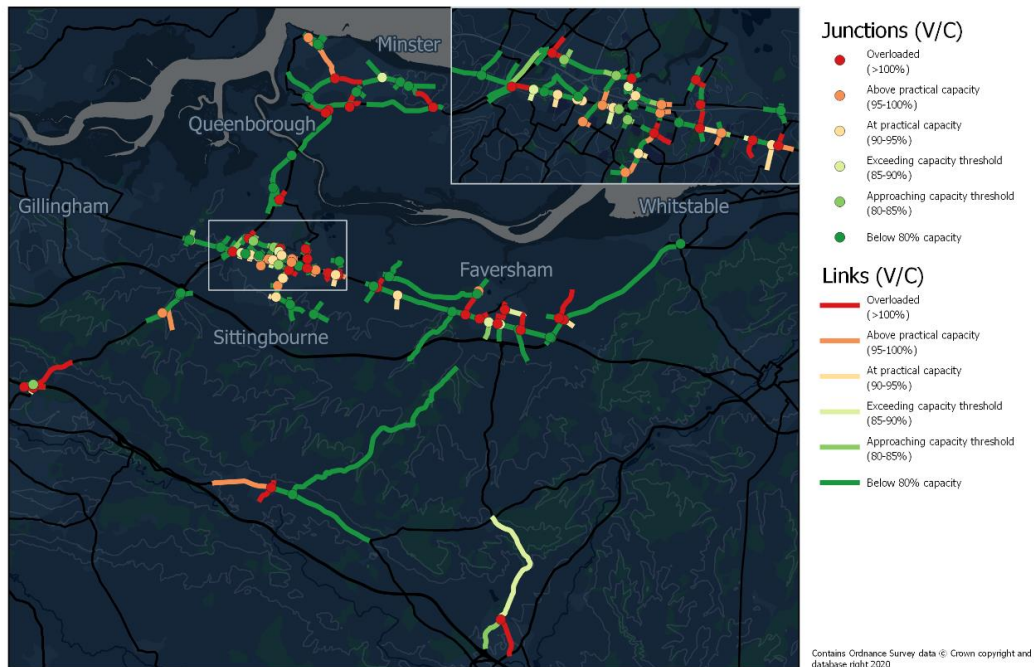 Minster
Queenborough
Gillingham
Whitstable
Faversham
Sittingbourne
Junctions (V/C)
Overloaded
(>100%)
Above practical capacity
(95-100%)
At practical capacity
(90-95%)
Exceeding capacity threshold
(85-90%)
Approaching capacity threshold
(80-85%)
Below 80% capacity
Links (V/C)
Overloaded
(>100%)
Above practical capacity
(95-100%)
At practical capacity
(90-95%)
Exceeding capacity threshold
(85-90%)
Approaching capacity threshold
(80-85%)
Below 80% capacity
Contains Ordnance Survey data © Crown copyright and
database right 2020